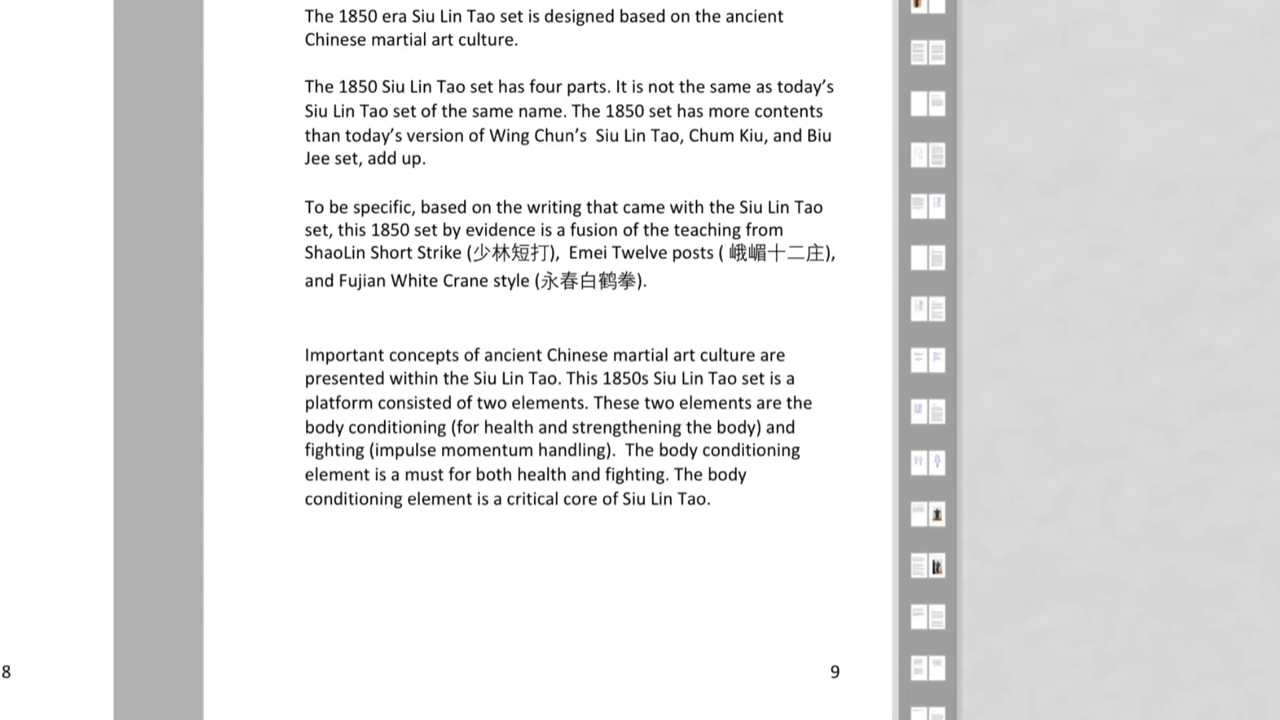 The 1850 era Siu Lin Tao set is designed based on the ancient
Chinese martial art culture.
The 1850 Siu Lin Tao set has four parts. It is not the same as today’s
Siu Lin Tao set of the same name. The 1850 set has more contents
than today’s version of Wing Chun’s  Siu Lin Tao, Chum Kiu, and Biu
Jee set, add up.
To be specific, based on the writing that came with the Siu Lin Tao
set, this 1850 set by evidence is a fusion of the teaching from
ShaoLin Short Strike (少林短打),  Emei Twelve posts ( 峨嵋十二庄),
and Fujian White Crane style (永春白鹤拳).
Important concepts of ancient Chinese martial art culture are
presented within the Siu Lin Tao. This 1850s Siu Lin Tao set is a
platform consisted of two elements. These two elements are the
body conditioning (for health and strengthening the body) and
fighting (impulse momentum handling).  The body conditioning
element is a must for both health and fighting. The body
conditioning element is a critical core of Siu Lin Tao.
8
9